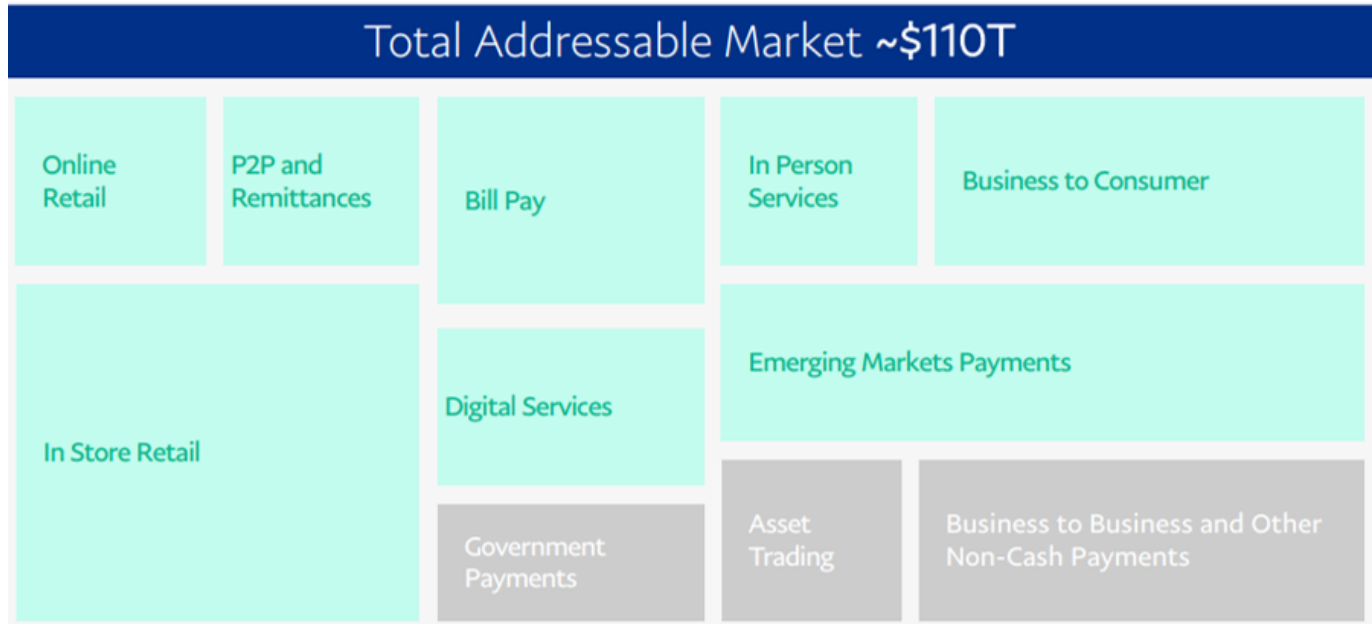 Total Addressable Market ~$110T
Online
Retail
P2P and
Remittances
Bill Pay
In Person
Services
Business to Consumer
In Store Retail
Digital Services
Emerging Markets Payments
Government
Payments
Asset
Trading
Business to Business and Other
Non-Cash Payments